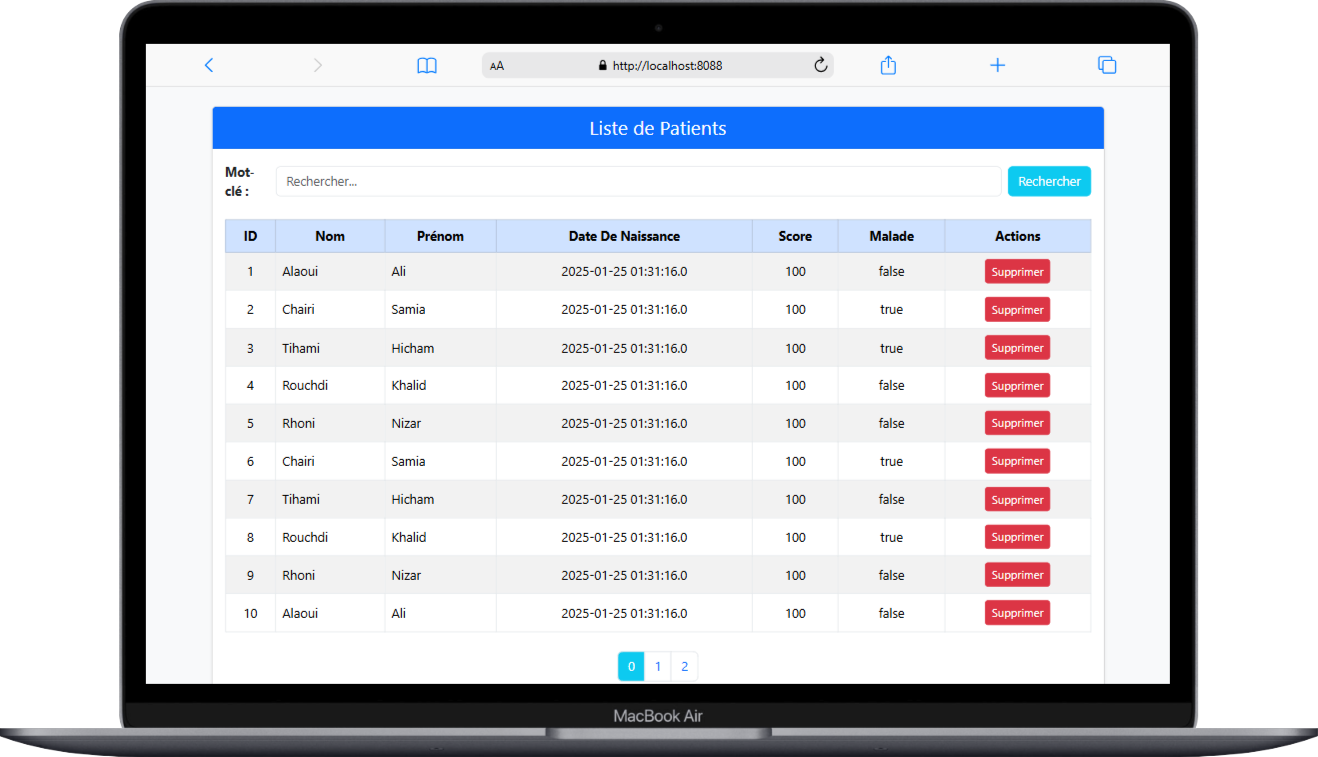 AA http://localhost:8088
Liste de Patients
Mot-
clé :
Rechercher...
Rechercher
ID Nom Prénom Date De Naissance Score Malade Actions
1 Alaoui Ali 2025-01-25 01:31:16.0 100 false Supprimer
2 Chairi Samia 2025-01-25 01:31:16.0 100 true Supprimer
3 Tihami Hicham 2025-01-25 01:31:16.0 100 true Supprimer
4 Rouchdi Khalid 2025-01-25 01:31:16.0 100 false Supprimer
5 Rhoni Nizar 2025-01-25 01:31:16.0 100 false Supprimer
6 Chairi Samia 2025-01-25 01:31:16.0 100 true Supprimer
7 Tihami Hicham 2025-01-25 01:31:16.0 100 false Supprimer
8 Rouchdi Khalid 2025-01-25 01:31:16.0 100 true Supprimer
9 Rhoni Nizar 2025-01-25 01:31:16.0 100 false Supprimer
10 Alaoui Ali 2025-01-25 01:31:16.0 100 false Supprimer
0 1 2
MacBook Air